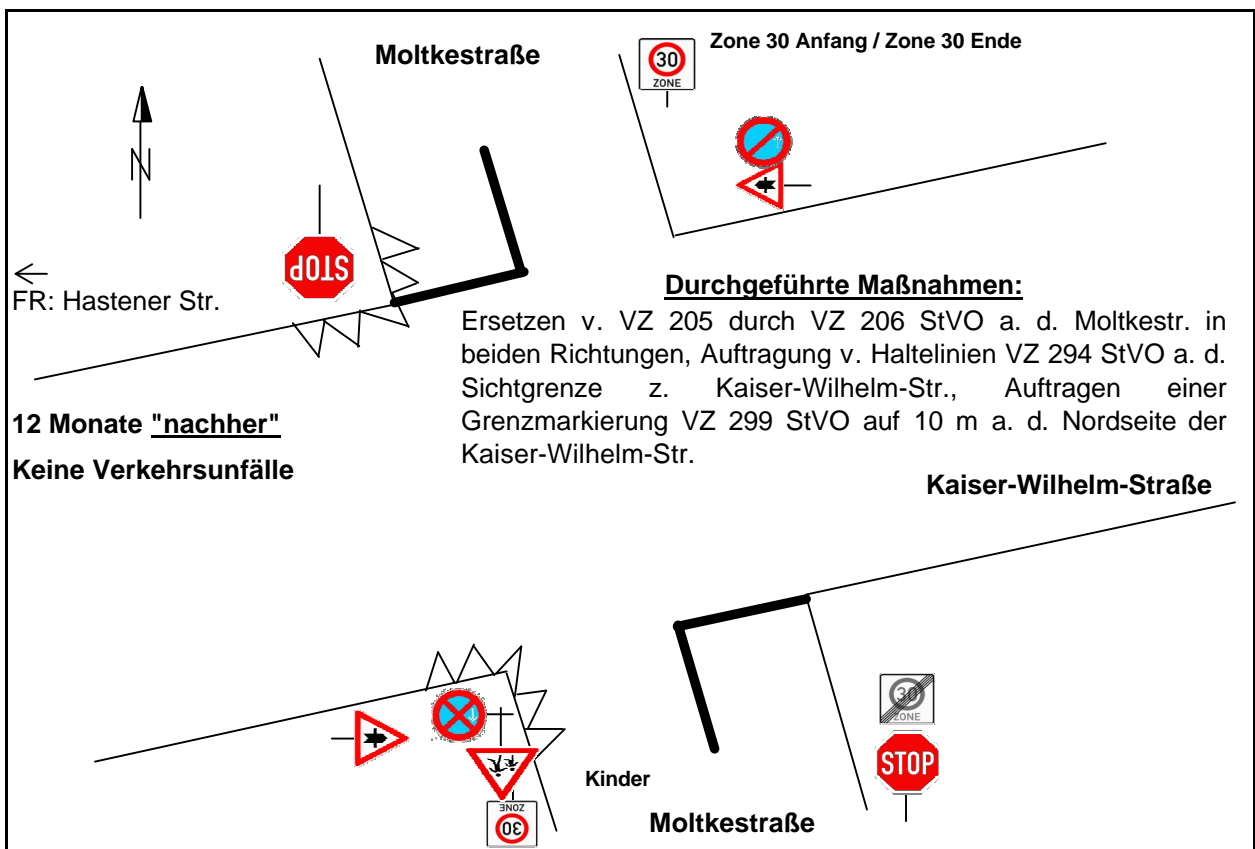 Moltkestraße
Zone 30 Anfang / Zone 30 Ende
30
ZONE
N
STOP
FR: Hastener Str.
Durchgeführte Maßnahmen:
Ersetzen v. VZ 205 durch VZ 206 StVO a. d. Moltkestr. in
beiden Richtungen, Auftragung v. Haltelinien VZ 294 StVO a. d.
Sichtgrenze z. Kaiser-Wilhelm-Str., Auftragen einer
Grenzmarkierung VZ 299 StVO auf 10 m a. d. Nordseite der
Kaiser-Wilhelm-Str.
12 Monate "nachher"
Keine Verkehrsunfälle
Kaiser-Wilhelm-Straße
30
ZONE
STOP
Kinder
ZONE
30
Moltkestraße